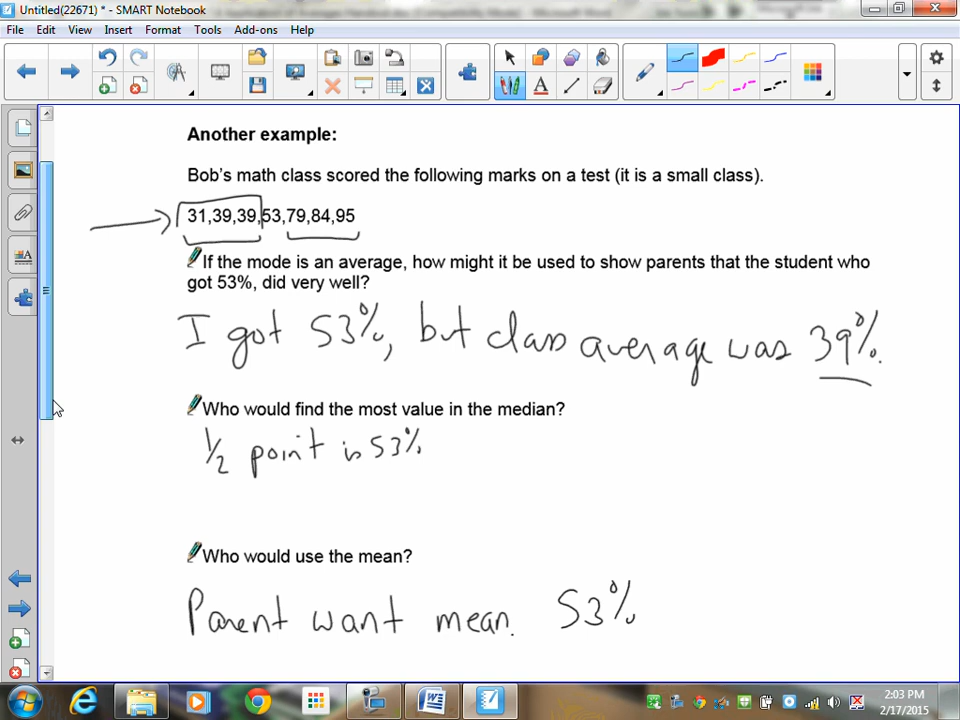 Untitled(22671) * - SMART Notebook
File Edit View Insert Format Tools Add-ons Help
Another example:
Bob's math class scored the following marks on a test (it is a small class).
31,39,39,53,79,84,95
If the mode is an average, how might it be used to show parents that the student who
got 53%, did very well?
I got 53%, but class average was 39%.
Who would find the most value in the median?
1/2 point is 53%
Who would use the mean?
Parent want mean. 53%
2:03 PM
2/17/2015